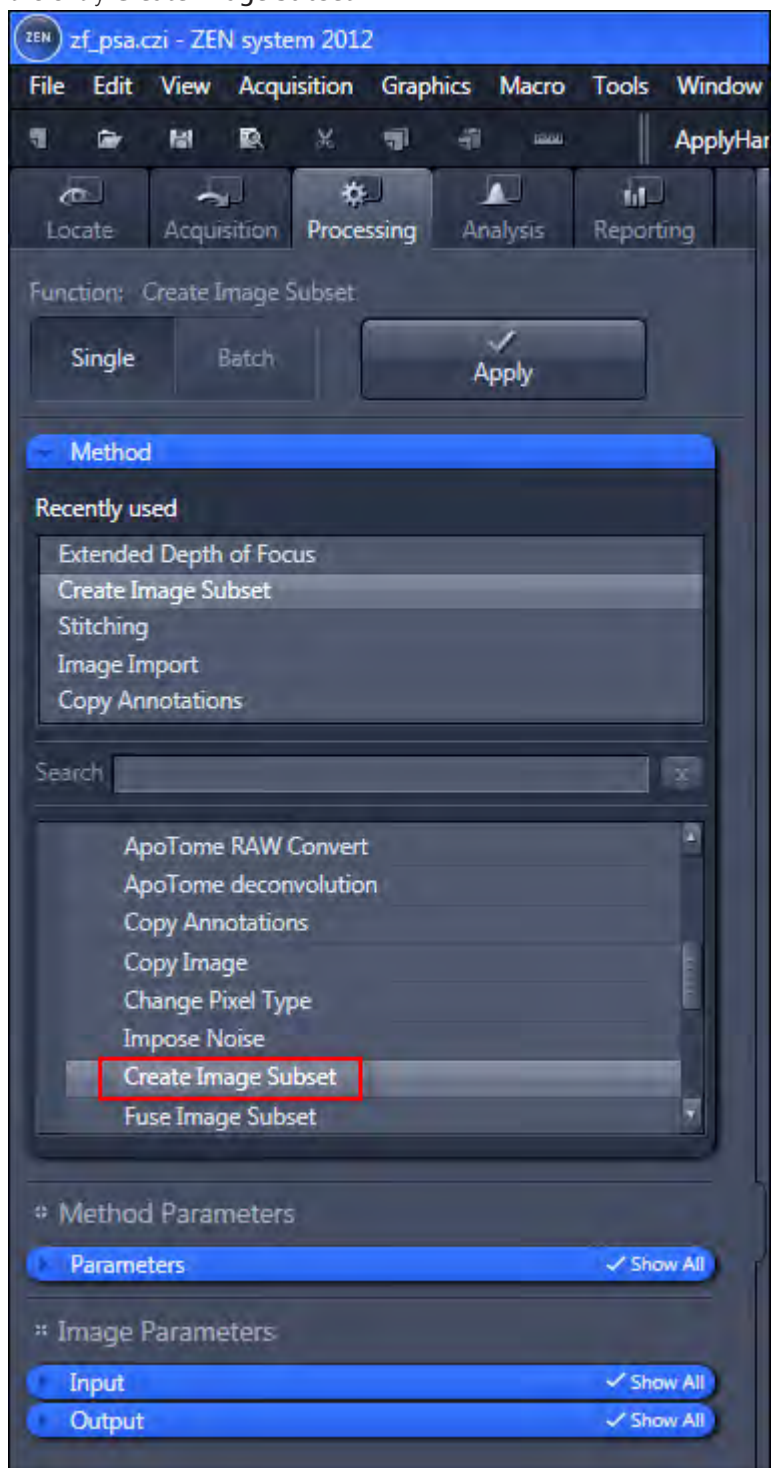 ZEN zf_psa.czi - ZEN system 2012
File Edit View Acquisition Graphics Macro Tools Window
ApplyHar
Locate Acquisition Processing Analysis Reporting
Function: Create Image Subset
Single Batch Apply
Method
Recently used
Extended Depth of Focus
Create Image Subset
Stitching
Image Import
Copy Annotations
Search x
ApoTome RAW Convert
ApoTome deconvolution
Copy Annotations
Copy Image
Change Pixel Type
Impose Noise
Create Image Subset
Fuse Image Subset
Method Parameters
Parameters Show All
Image Parameters
Input Show All
Output Show All